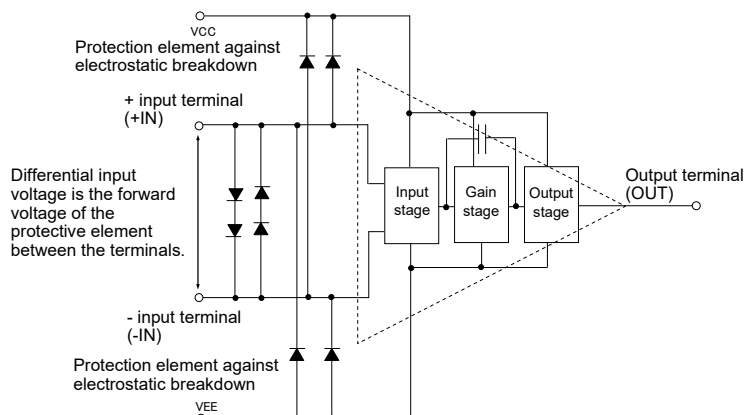 VCC
Protection element against
electrostatic breakdown
+ input terminal
(+IN)
Differential input
voltage is the forward
voltage of the
protective element
between the terminals.
Input
stage
Gain
stage
Output
stage
Output terminal
(OUT)
- input terminal
(-IN)
Protection element against
electrostatic breakdown
VEE